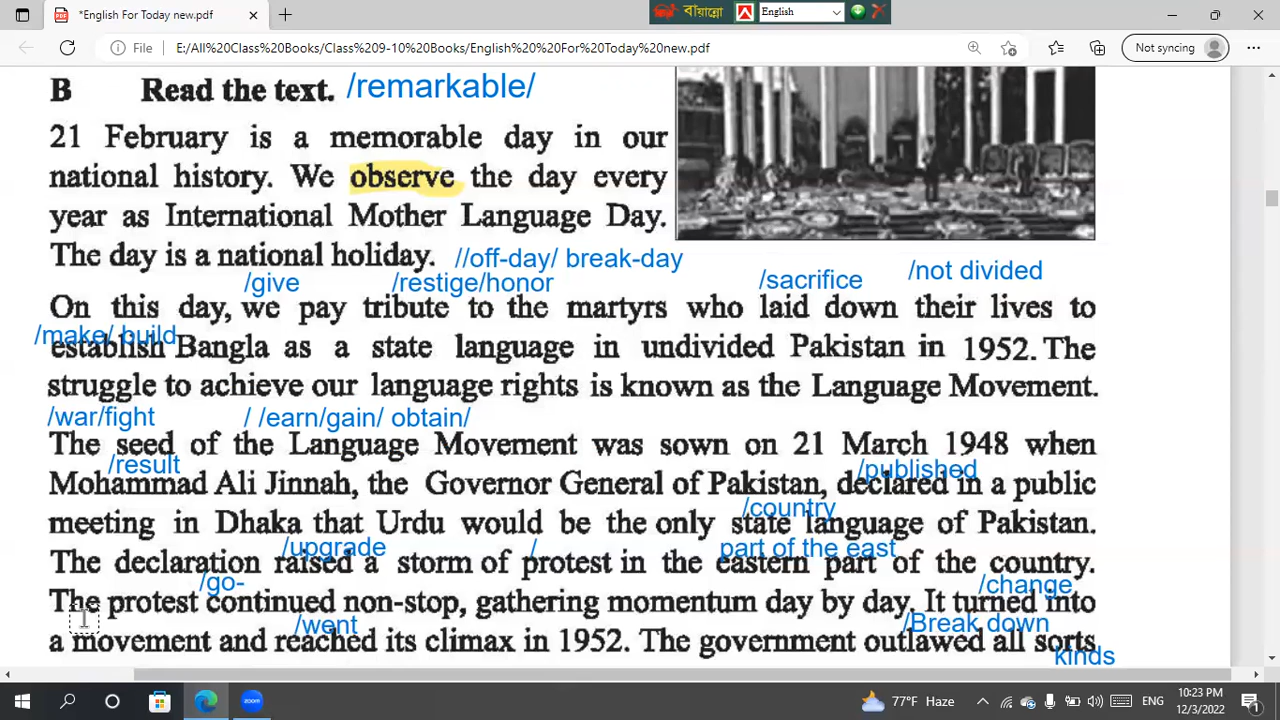 *English For Today new.pdf
বায়ান্নো
English
File
E:/All%20Class%20Books/Class%209-10%20Books/English%20%20For%20Today%20new.pdf
Not syncing
B Read the text. /remarkable/
21 February is a memorable day in our
national history. We observe the day every
year as International Mother Language Day.
The day is a national holiday. //off-day/ break-day
/give /restige/honor /sacrifice /not divided
On this day, we pay tribute to the martyrs who laid down their lives to
/make/ build
establish Bangla as a state language in undivided Pakistan in 1952. The
struggle to achieve our language rights is known as the Language Movement.
/war/fight / /earn/gain/ obtain/
The seed of the Language Movement was sown on 21 March 1948 when
/result /published
Mohammad Ali Jinnah, the Governor General of Pakistan, declared in a public
/country
meeting in Dhaka that Urdu would be the only state language of Pakistan.
/upgrade / part of the east
The declaration raised a storm of protest in the eastern part of the country.
/go- /change
The protest continued non-stop, gathering momentum day by day. It turned into
/went /Break down
a movement and reached its climax in 1952. The government outlawed all sorts
kinds
zoom
77°F Haze
ENG
10:23 PM
12/3/2022
1